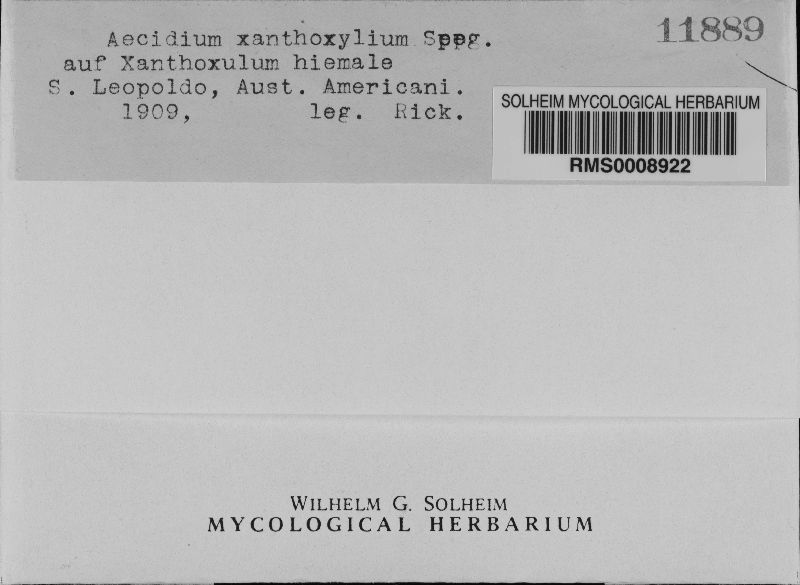 Aecidium xanthoxylium Speg.
11889
auf Xanthoxulum hiemale
S. Leopoldo, Aust. Americani.
1909, leg. Rick.
SOLHEIM MYCOLOGICAL HERBARIUM
RMS0008922
WILHELM G. SOLHEIM
MYCOLOGICAL HERBARIUM